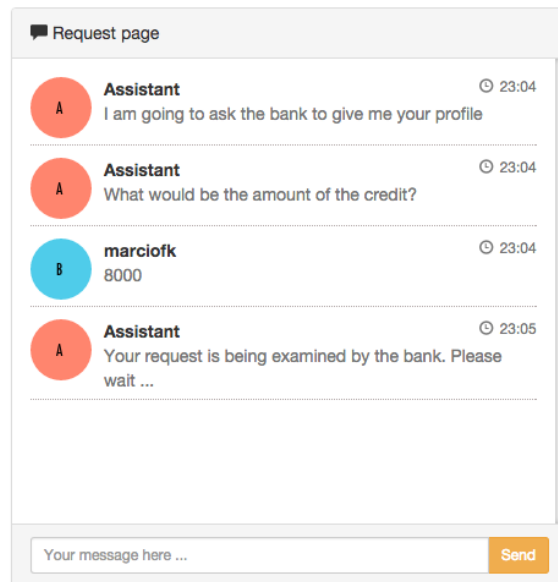 Request page
Assistant 23:04
A
I am going to ask the bank to give me your profile
Assistant 23:04
A
What would be the amount of the credit?
marciofk 23:04
B
8000
Assistant 23:05
A
Your request is being examined by the bank. Please
wait ...
Your message here ... Send